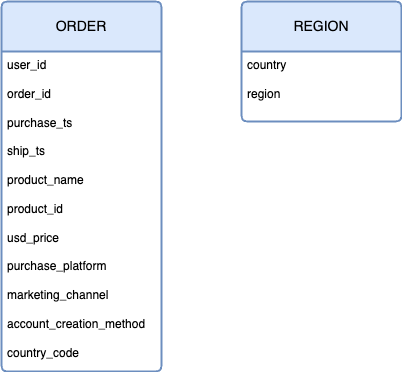 ORDER
user_id
order_id
purchase_ts
ship_ts
product_name
product_id
usd_price
purchase_platform
marketing_channel
account_creation_method
country_code
REGION
country
region